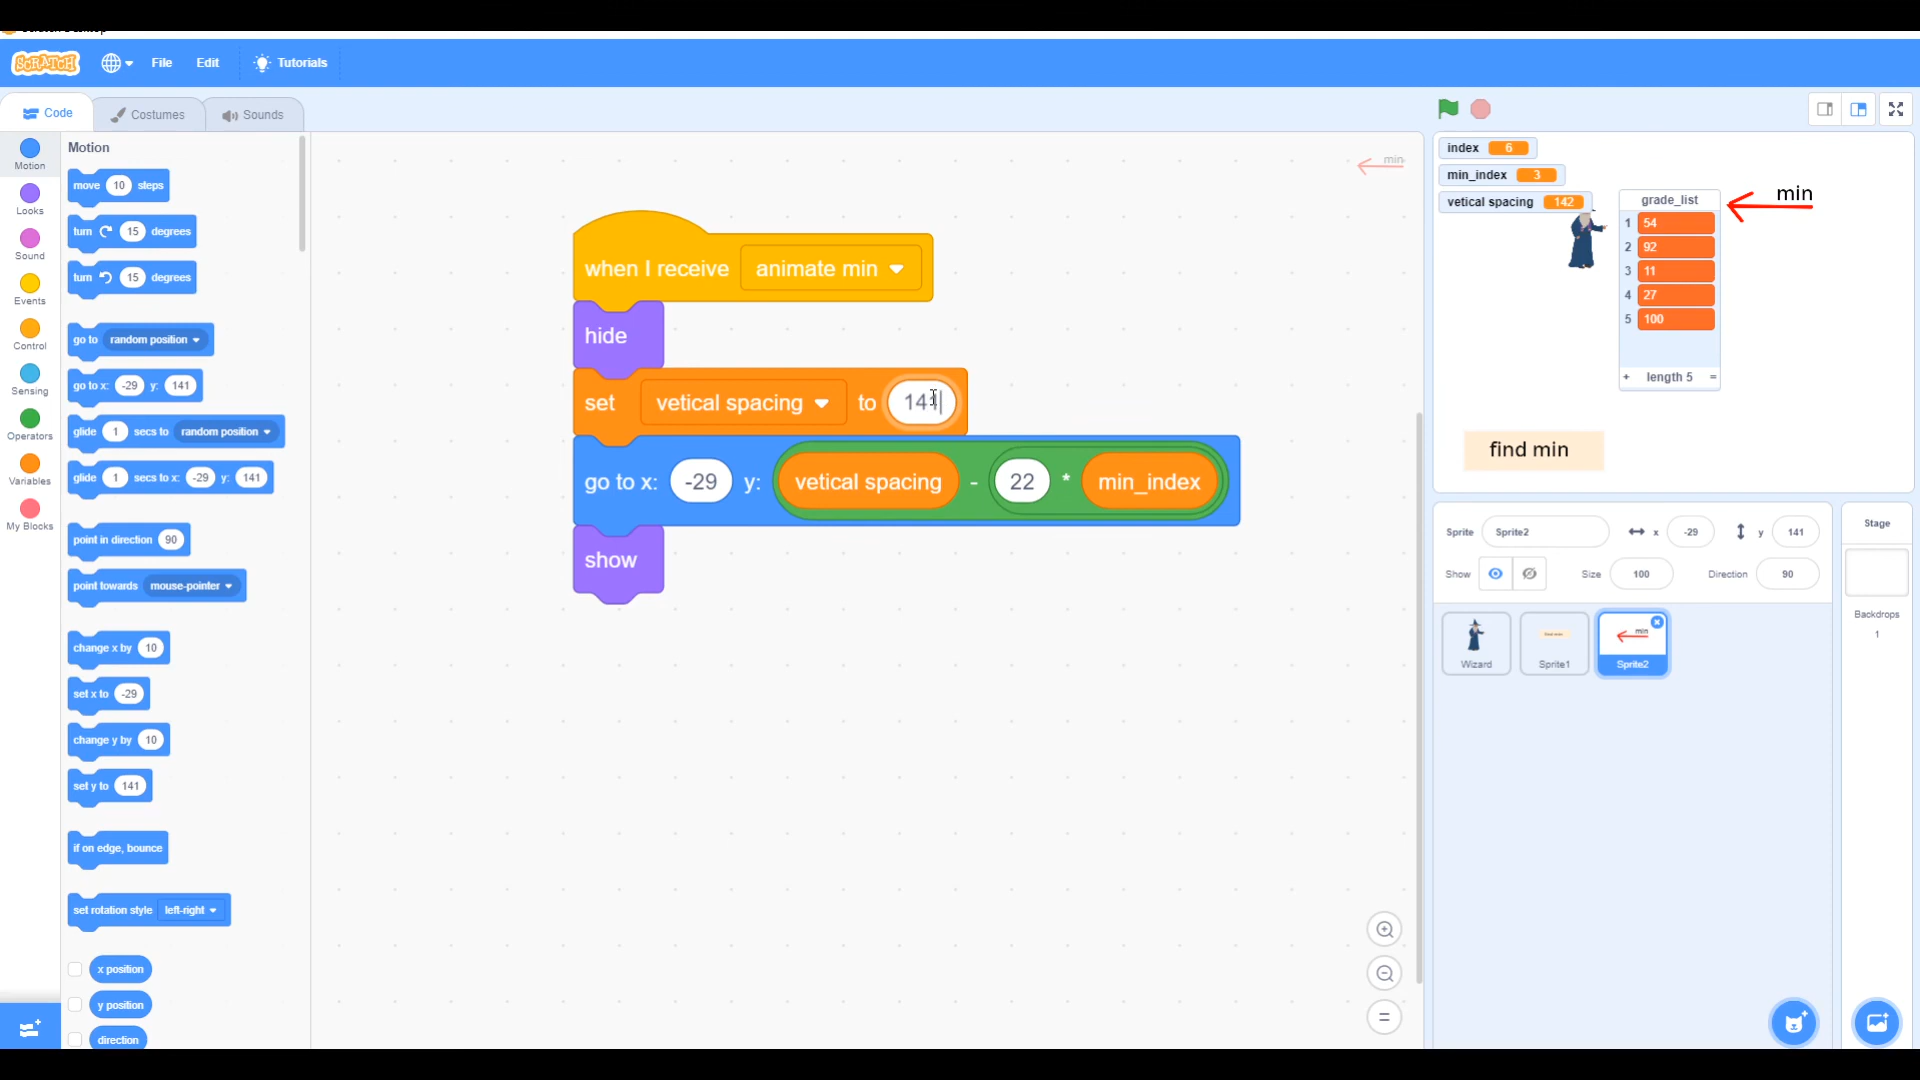 SCRATCH File Edit Tutorials
Code Costumes Sounds
Motion
Looks
Sound
Events
Control
Sensing
Operators
Variables
My Blocks
Motion
move 10 steps
turn 15 degrees
turn 15 degrees
go to random position
go to x: -29 y: 141
glide 1 secs to random position
glide 1 secs to x: -29 y: 141
point in direction 90
point towards mouse-pointer
change x by 10
set x to -29
change y by 10
set y to 141
if on edge, bounce
set rotation style left-right
x position
y position
direction
min
when I receive animate min
hide
set vetical spacing to 141
go to x: -29 y: vetical spacing - 22 * min_index
show
index 6
min_index 3
vetical spacing 142
grade_list
1 54
2 92
3 11
4 27
5 100
+ length 5 =
min
find min
Sprite Sprite2 x -29 y 141
Show Size 100 Direction 90
Wizard
Sprite1
min
Sprite2
Stage
Backdrops
1